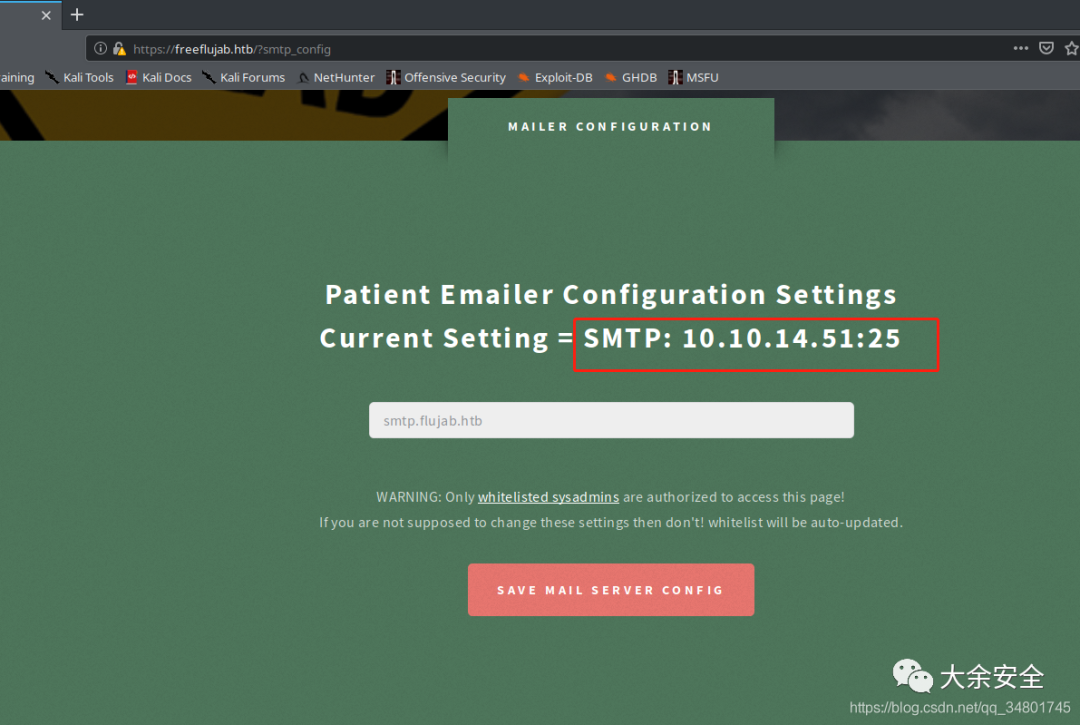 https://freeflujab.htb/?smtp_config
raining Kali Tools Kali Docs Kali Forums NetHunter Offensive Security Exploit-DB GHDB MSFU
MAILER CONFIGURATION
Patient Emailer Configuration Settings
Current Setting = SMTP: 10.10.14.51:25
smtp.flujab.htb
WARNING: Only whitelisted sysadmins are authorized to access this page!
If you are not supposed to change these settings then don't! whitelist will be auto-updated.
SAVE MAIL SERVER CONFIG
大余安全
https://blog.csdn.net/qq_34801745